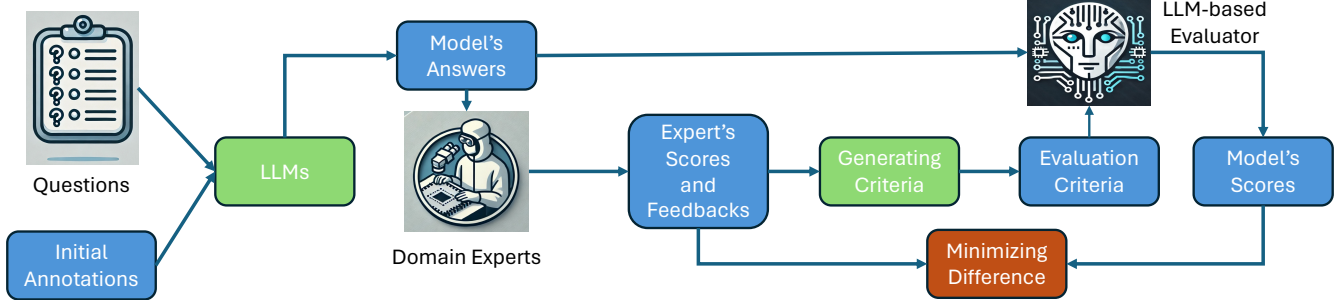 Questions
Initial
Annotations
LLMs
Model's
Answers
Domain Experts
Expert's
Scores
and
Feedbacks
Generating
Criteria
Evaluation
Criteria
LLM-based
Evaluator
Model's
Scores
Minimizing
Difference